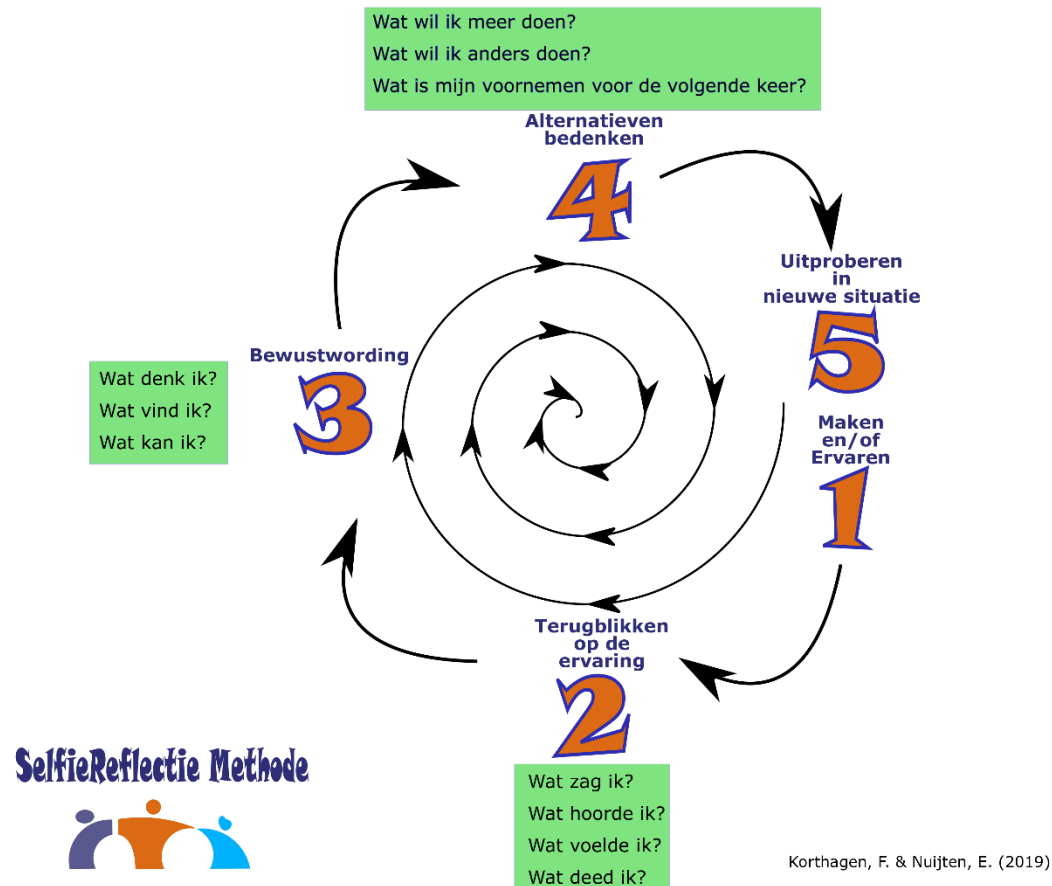 Wat wil ik meer doen?
Wat wil ik anders doen?
Wat is mijn voornemen voor de volgende keer?
Alternatieven
bedenken
4
Uitproberen
in
nieuwe situatie
5
Maken
en/of
Ervaren
1
Terugblikken
op de
ervaring
2
Wat zag ik?
Wat hoorde ik?
Wat voelde ik?
Wat deed ik?
Bewustwording
3
Wat denk ik?
Wat vind ik?
Wat kan ik?
SelfieReflectie Methode
Korthagen, F. & Nuijten, E. (2019)